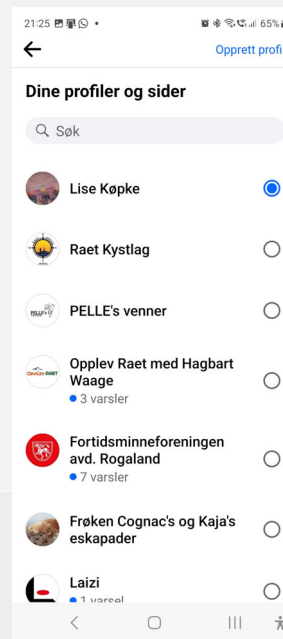 21:25
65%
Opprett profi
Dine profiler og sider
Søk
Lise Køpke
Raet Kystlag
PELLE's venner
Opplev Raet med Hagbart
Waage
3 varsler
Fortidsminneforeningen
avd. Rogaland
7 varsler
Frøken Cognac's og Kaja's
eskapader
Laizi
1 varsel